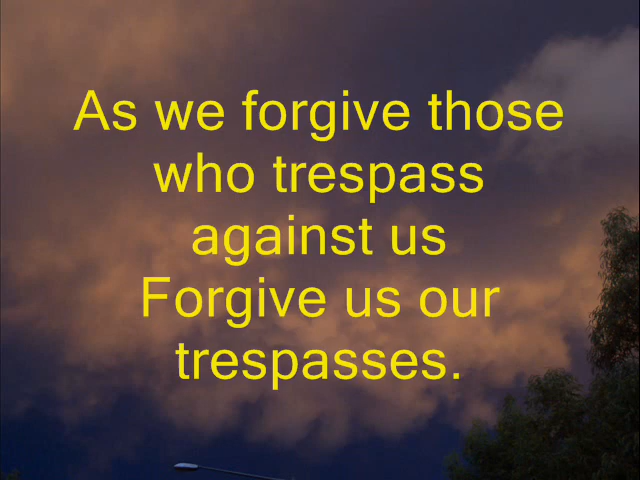 As we forgive those
who trespass
against us
Forgive us our
trespasses.